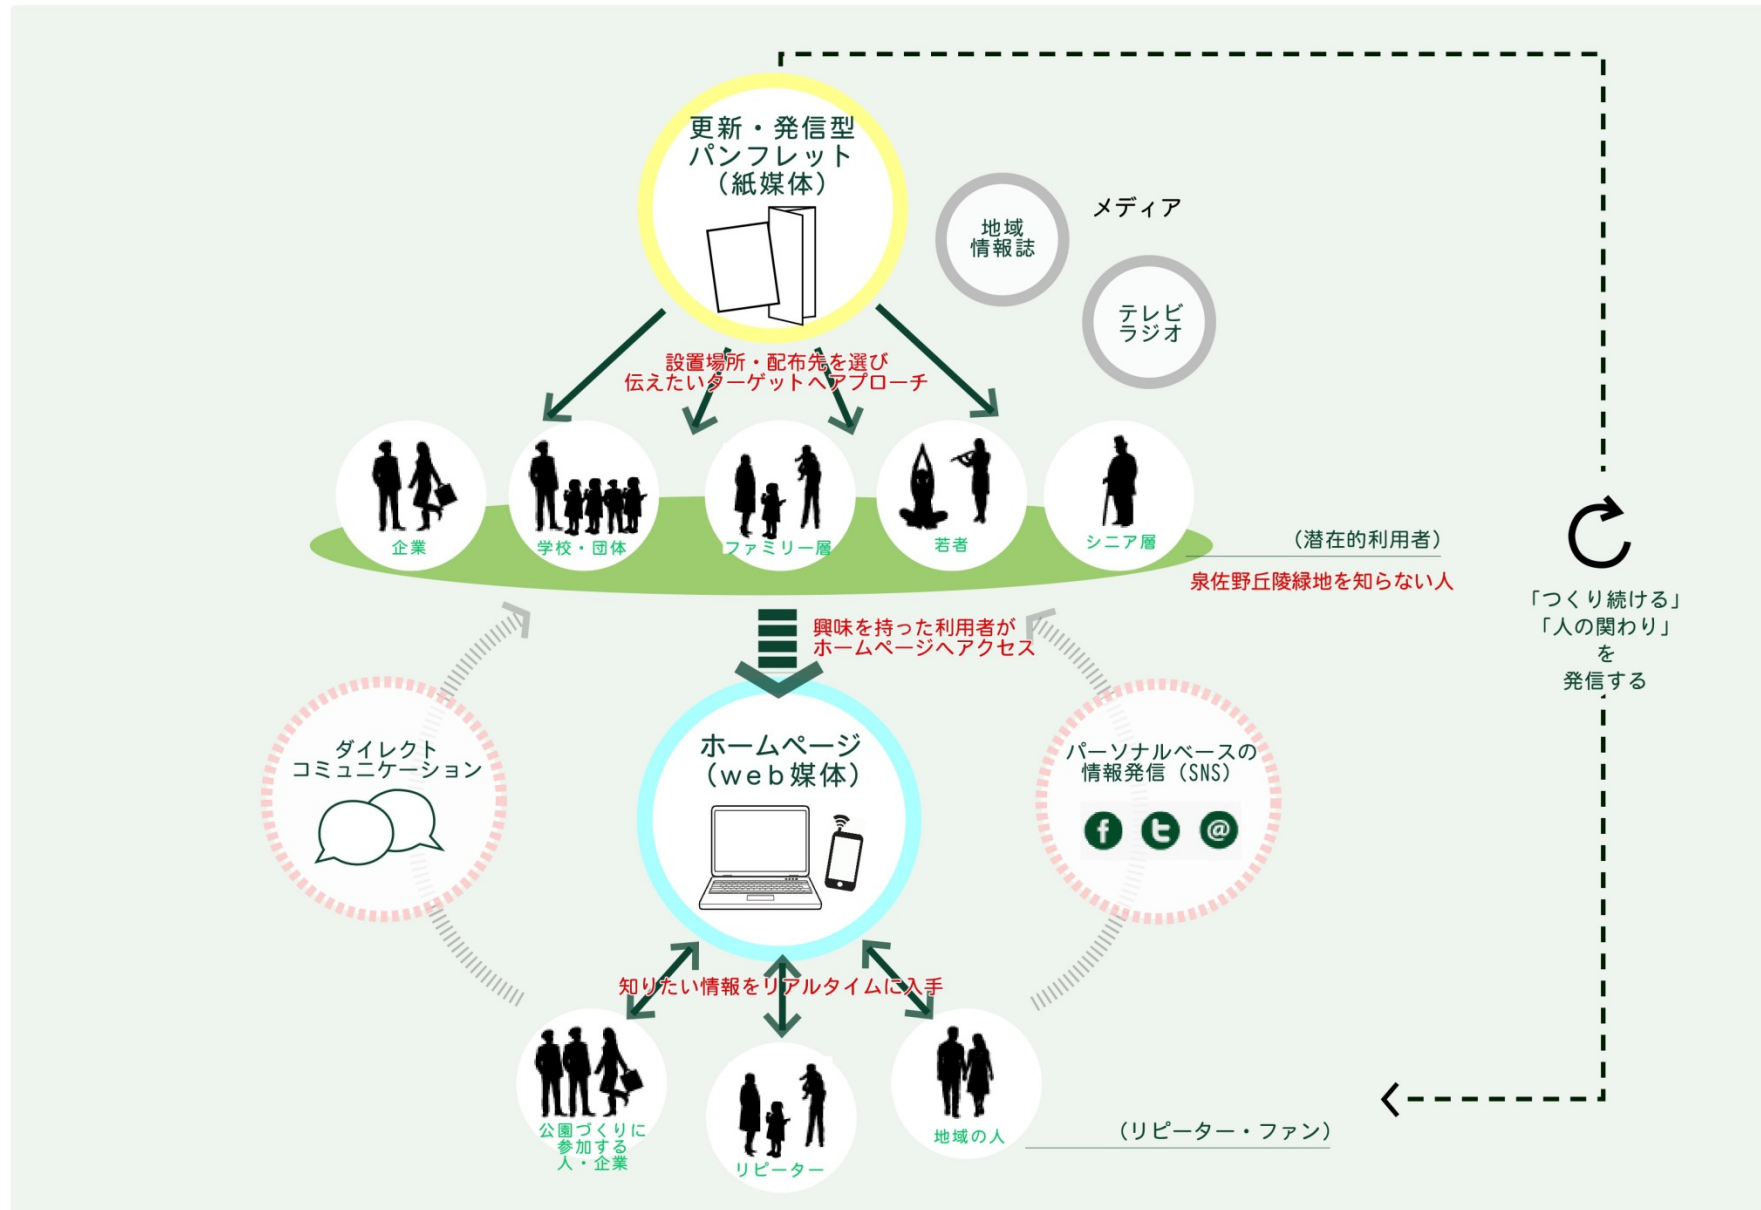 更新・発信型
パンフレット
（紙媒体）
地域
情報誌
メディア
テレビ
ラジオ
設置場所・配布先を選び
伝えたいターゲットへアプローチ
企業
学校・団体
ファミリー層
若者
シニア層
（潜在的利用者）
泉佐野丘陵緑地を知らない人
「つくり続ける」
「人の関わり」
を
発信する
興味を持った利用者が
ホームページへアクセス
ダイレクト
コミュニケーション
ホームページ
（ｗｅｂ媒体）
パーソナルベースの
情報発信（SNS）
f
t
@
知りたい情報をリアルタイムに入手
公園づくりに
参加する
人・企業
リピーター
地域の人
（リピーター・ファン）